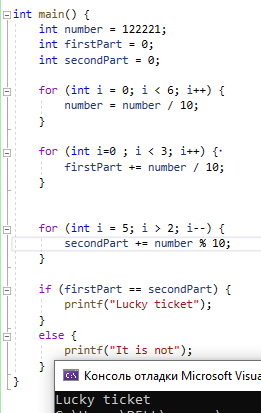 int main() {
int number = 122221;
int firstPart = 0;
int secondPart = 0;
for (int i = 0; i < 6; i++) {
number = number / 10;
}
for (int i=0 ; i < 3; i++) {
firstPart += number / 10;
}
for (int i = 5; i > 2; i--) {
secondPart += number % 10;
}
if (firstPart == secondPart) {
printf("Lucky ticket");
}
else {
printf("It is not");
}
}
Консоль отладки Microsoft Visua
Lucky ticket